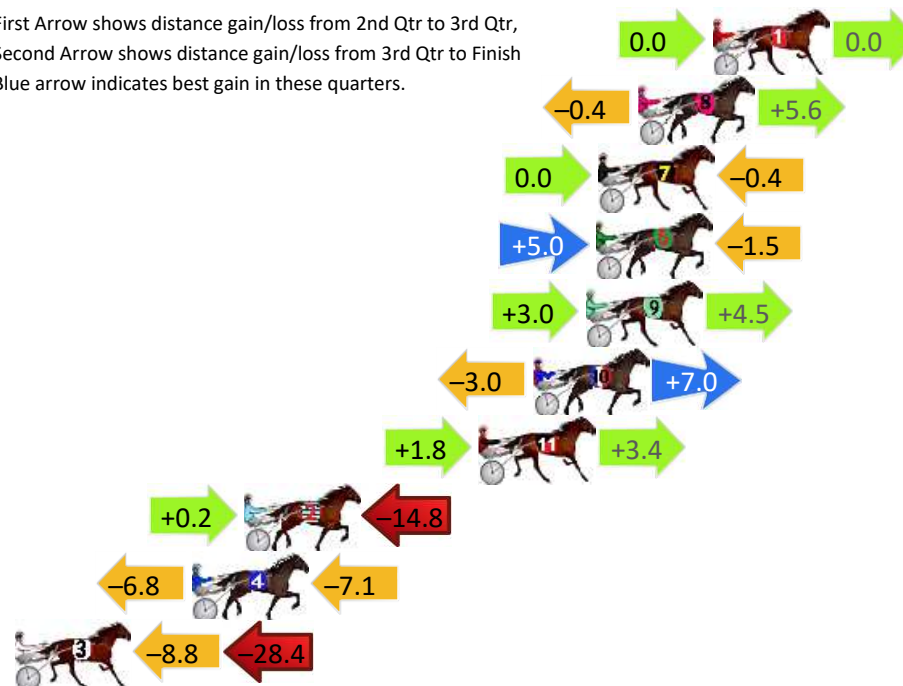 First Arrow shows distance gain/loss from 2nd Qtr to 3rd Qtr,
Second Arrow shows distance gain/loss from 3rd Qtr to Finish
Blue arrow indicates best gain in these quarters.
0.0 1 0.0
−0.4 8 +5.6
0.0 7 −0.4
+5.0 −1.5
+3.0 9 +4.5
−3.0 10 +7.0
+1.8 11 +3.4
+0.2 2 −14.8
−6.8 4 −7.1
3 −8.8 −28.4